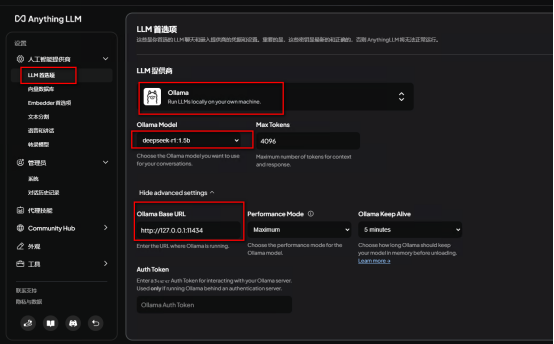 Anything LLM
设置
人工智能提供商
LLM 首选项
向量数据库
Embedder 首选项
文本分割
语音和讲话
转录模型
管理员
系统
对话历史记录
代理技能
Community Hub
外观
工具
联系支持
隐私与数据
LLM 首选项
这些是你首选的 LLM 聊天和嵌入提供商的凭据和设置。重要的是，这些密钥是最新的和正确的，否则 AnythingLLM 将无法正常运行。
LLM 提供商
Ollama
Run LLMs locally on your own machine.
Ollama Model
deepseek-r1:1.5b
Choose the Ollama model you want to use
for your conversations.
Max Tokens
4096
Maximum number of tokens for context
and response.
Hide advanced settings
Ollama Base URL
http://127.0.0.1:11434
Enter the URL where Ollama is running.
Performance Mode
Maximum
Choose the performance mode for the
Ollama model.
Ollama Keep Alive
5 minutes
Choose how long Ollama should keep
your model in memory before unloading.
Learn more →
Auth Token
Enter a Bearer Auth Token for interacting with your Ollama server.
Used only if running Ollama behind an authentication server.
Ollama Auth Token